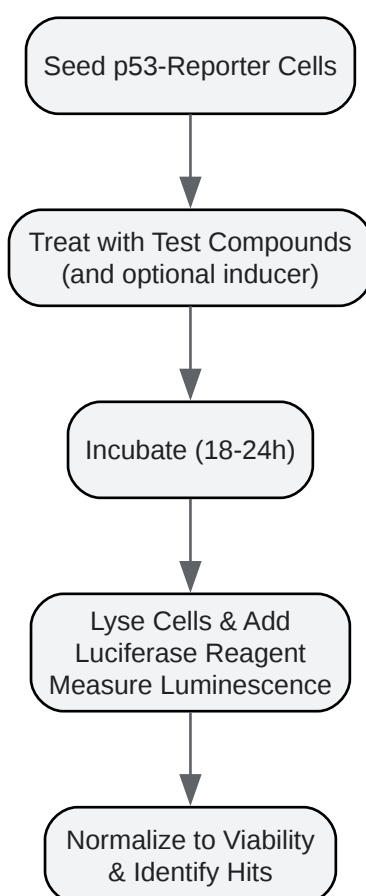 Seed p53-Reporter Cells
Treat with Test Compounds
(and optional inducer)
Incubate (18-24h)
Lyse Cells & Add
Luciferase Reagent
Measure Luminescence
Normalize to Viability
& Identify Hits